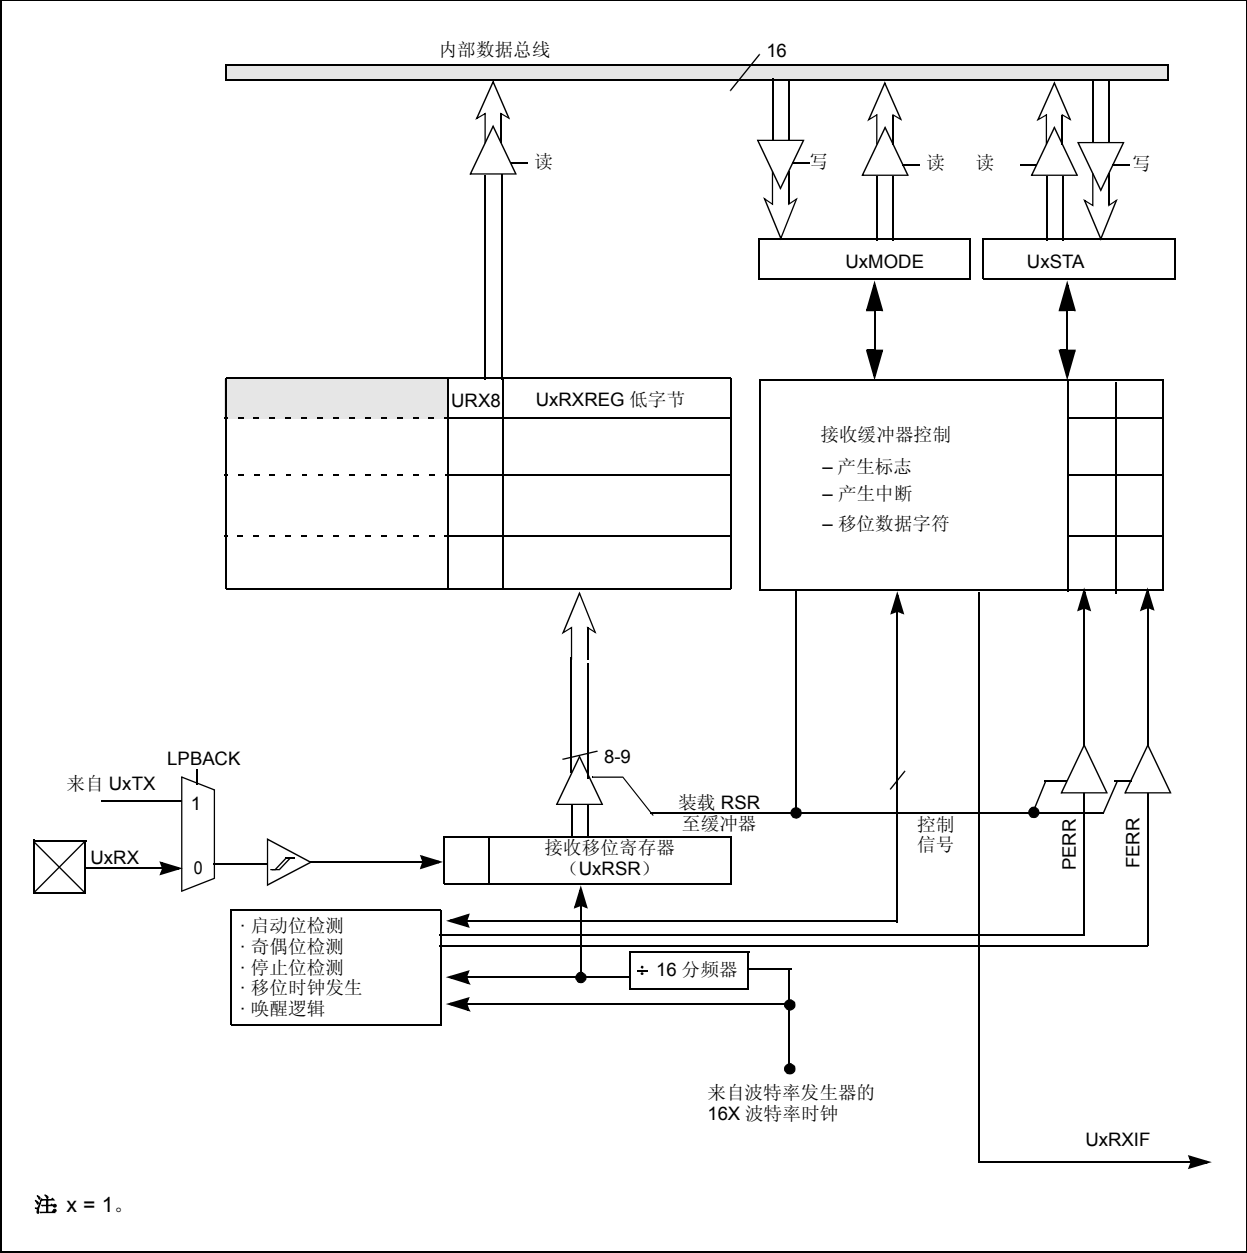 内部数据总线
16
读
写
读
读
写
UxMODE
UxSTA
URX8
UxRXREG 低字节
接收缓冲器控制
– 产生标志
– 产生中断
– 移位数据字符
LPBACK
来自 UxTX
1
0
UxRX
8-9
装载 RSR
至缓冲器
控制
信号
PERR
FERR
接收移位寄存器
（UxRSR）
· 启动位检测
· 奇偶位检测
· 停止位检测
· 移位时钟发生
· 唤醒逻辑
÷ 16 分频器
来自波特率发生器的
16X 波特率时钟
UxRXIF
注: x = 1。